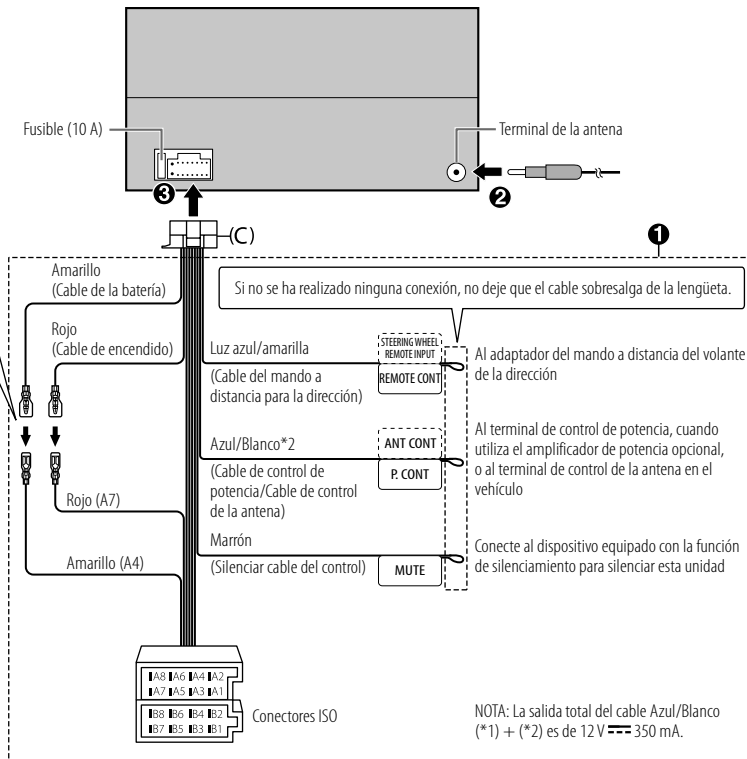 Fusible (10 A)
Terminal de la antena
❸
❷
(C)
❶
Amarillo
(Cable de la batería)
Si no se ha realizado ninguna conexión, no deje que el cable sobresalga de la lengüeta.
Rojo
(Cable de encendido)
Luz azul/amarilla
(Cable del mando a
distancia para la dirección)
STEERING WHEEL
REMOTE INPUT
REMOTE CONT
Al adaptador del mando a distancia del volante
de la dirección
Azul/Blanco*2
(Cable de control de
potencia/Cable de control
de la antena)
ANT CONT
P. CONT
Al terminal de control de potencia, cuando
utiliza el amplificador de potencia opcional,
o al terminal de control de la antena en el
vehículo
Rojo (A7)
Marrón
(Silenciar cable del control)
MUTE
Conecte al dispositivo equipado con la función
de silenciamiento para silenciar esta unidad
Amarillo (A4)
A8 A6 A4 A2
A7 A5 A3 A1
B8 B6 B4 B2
B7 B5 B3 B1
Conectores ISO
NOTA: La salida total del cable Azul/Blanco
(*1) + (*2) es de 12 V ⎓ 350 mA.